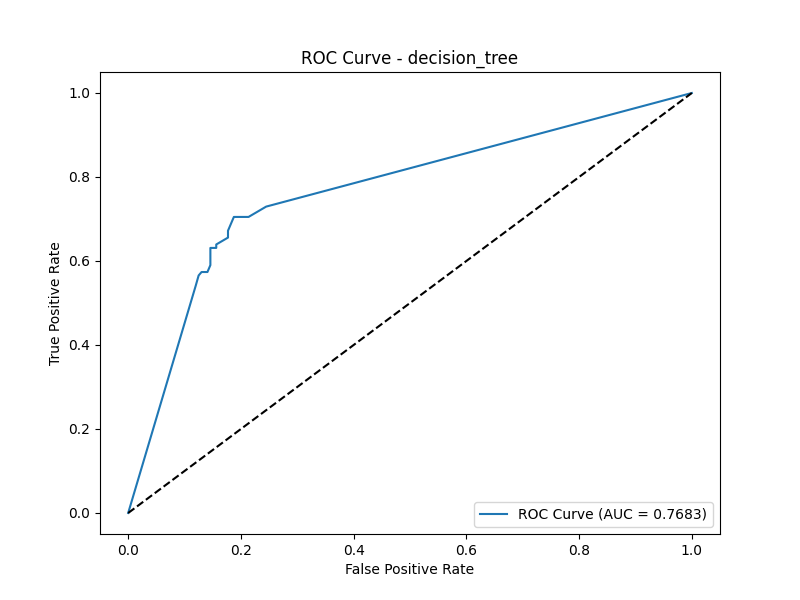 ROC Curve - decision_tree
True Positive Rate
1.0
0.8
0.6
0.4
0.2
0.0
ROC Curve (AUC = 0.7683)
0.0 0.2 0.4 0.6 0.8 1.0
False Positive Rate